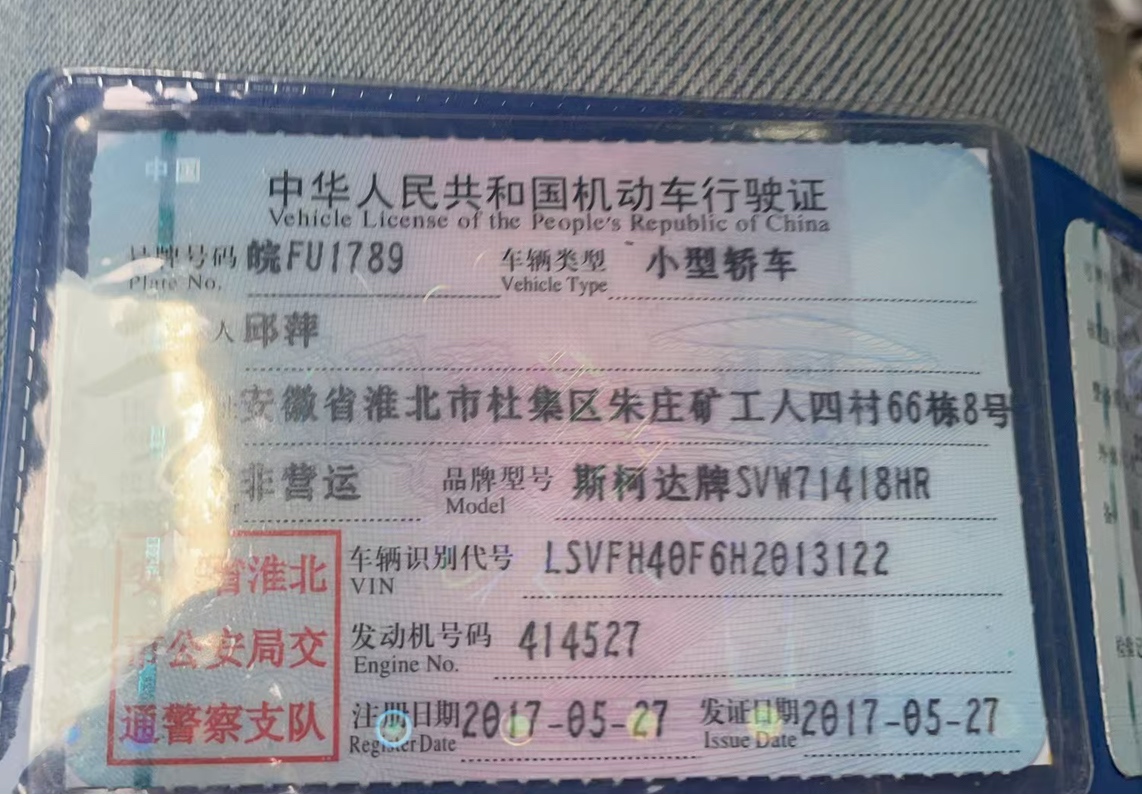 中国
中华人民共和国机动车行驶证
Vehicle License of the People's Republic of China
号牌号码 皖FU1789 车辆类型 小型轿车
Plate No. Vehicle Type
人 邱萍
安徽省淮北市杜集区朱庄矿工人四村66栋8号
非营运 品牌型号 斯柯达牌SVW71418HR
Model
车辆识别代号 LSVFH40F6H2013122
VIN
发动机号码 414527
Engine No.
省淮北
公安局交
通警察支队
注册日期 2017-05-27 发证日期 2017-05-27
Register Date Issue Date